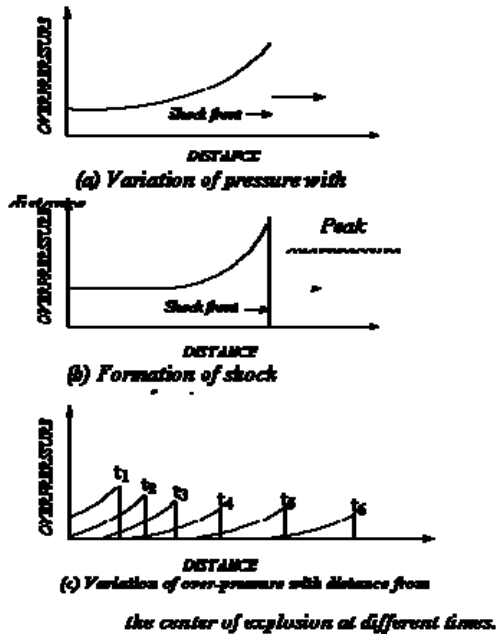 OVERPRESSURE
Shock front
DISTANCE
(a) Variation of pressure with
distance
OVERPRESSURE
Peak
Shock front
DISTANCE
(b) Formation of shock
OVERPRESSURE
t1
t2
t3
t4
t5
t6
DISTANCE
(c) Variation of over-pressure with distance from
the center of explosion at different times.